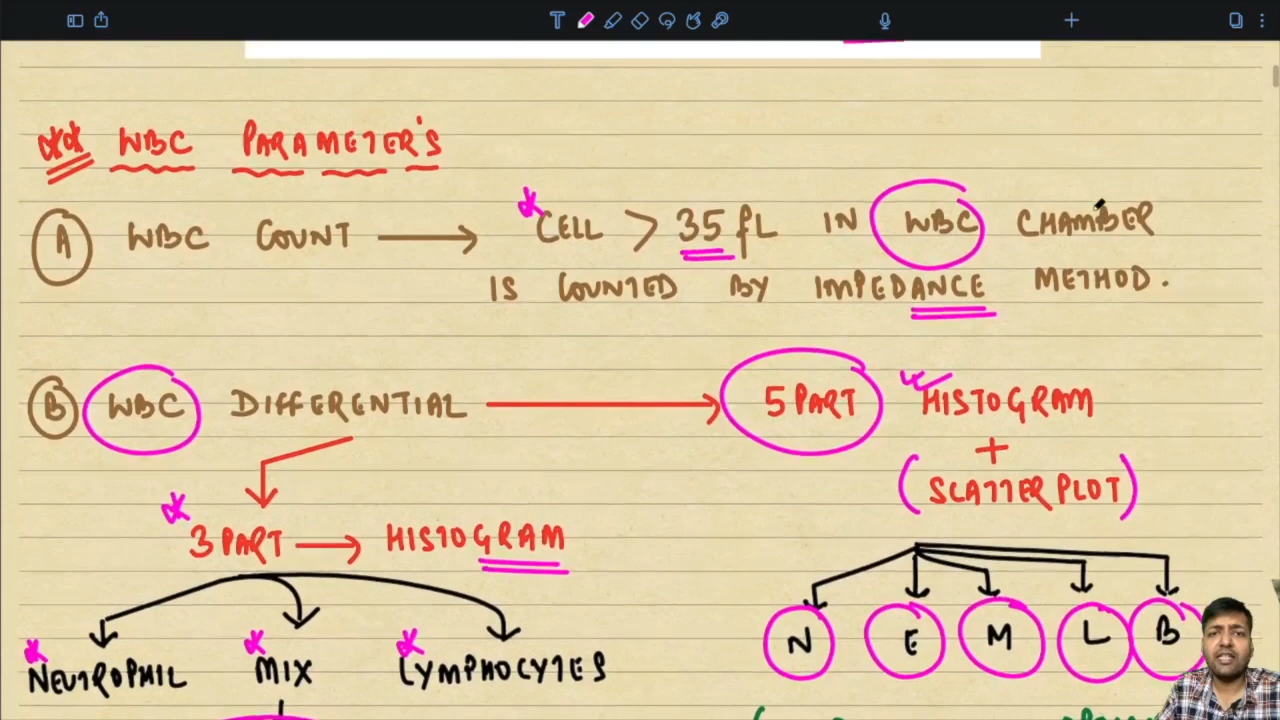 ** WBC PARAMETER'S
A WBC COUNT → * CELL > 35 fL IN WBC CHAMBER
IS COUNTED BY IMPEDANCE METHOD.
B WBC DIFFERENTIAL → 5 PART HISTOGRAM
+
(SCATTER PLOT)
* 3 PART → HISTOGRAM
N E M L B
* NEUTROPHIL * MIX * LYMPHOCYTES